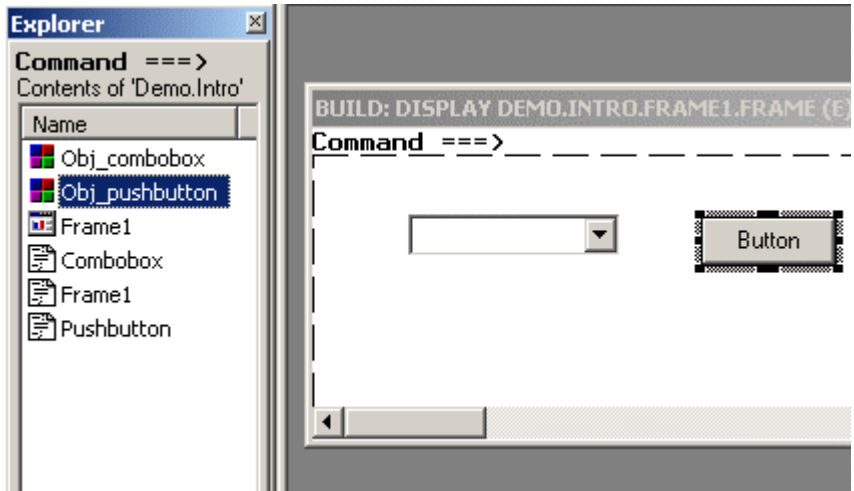 Explorer
Command ===>
Contents of 'Demo.Intro'
Name
Obj_combobox
Obj_pushbutton
Frame1
Combobox
Frame1
Pushbutton
BUILD: DISPLAY DEMO.INTRO.FRAME1.FRAME (E)
Command ===>
Button